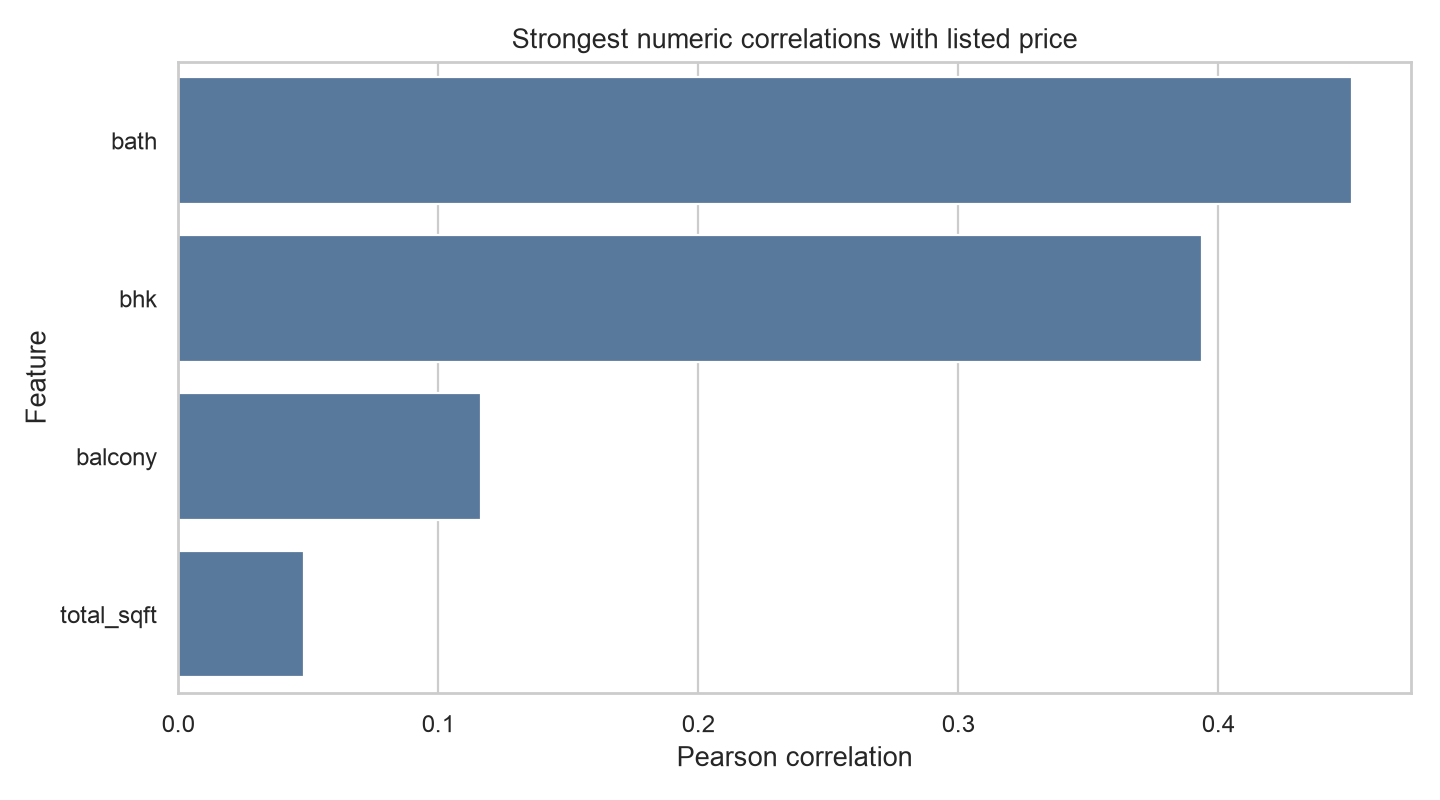 Strongest numeric correlations with listed price
bath
bhk
balcony
total_sqft
Feature
0.0 0.1 0.2 0.3 0.4
Pearson correlation